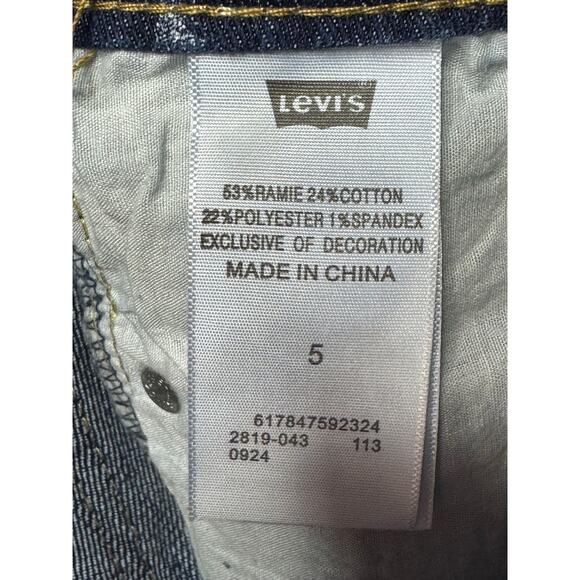 LEVI'S
53%RAMIE 24%COTTON
22%POLYESTER 1%SPANDEX
EXCLUSIVE OF DECORATION
MADE IN CHINA
5
617847592324
2819-043 113
0924